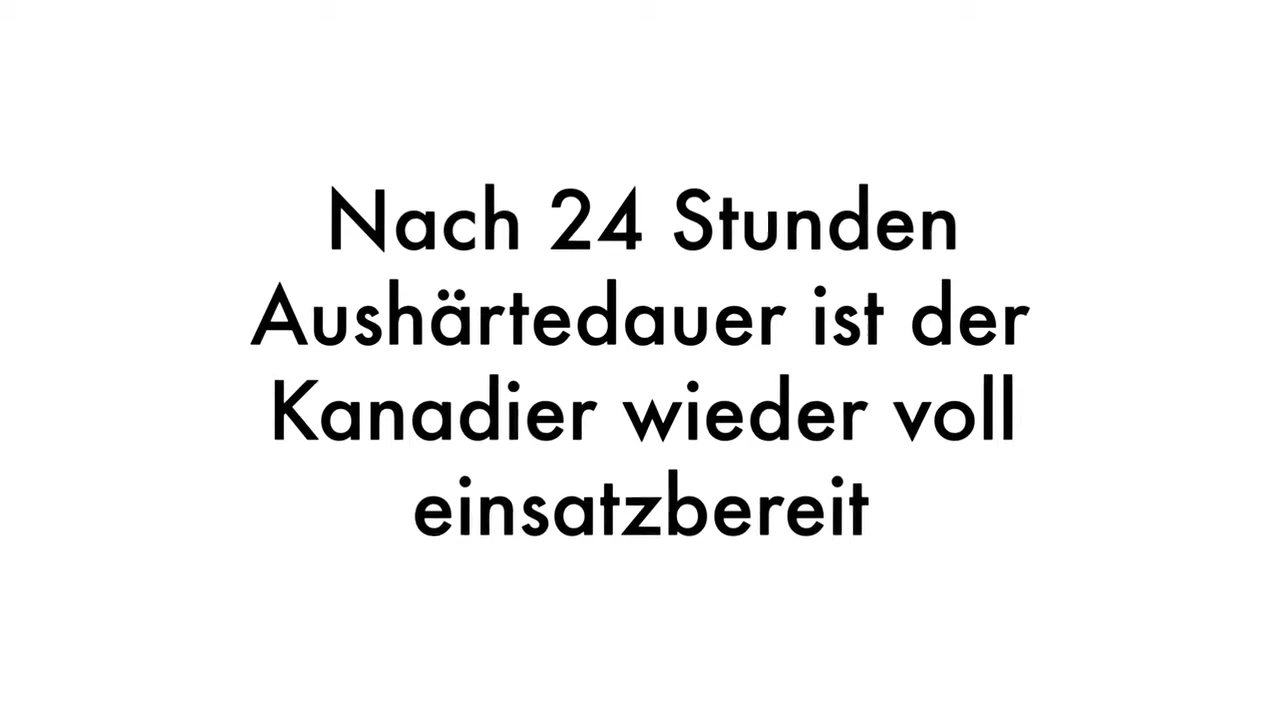 Nach 24 Stunden
Aushärtedauer ist der
Kanadier wieder voll
einsatzbereit